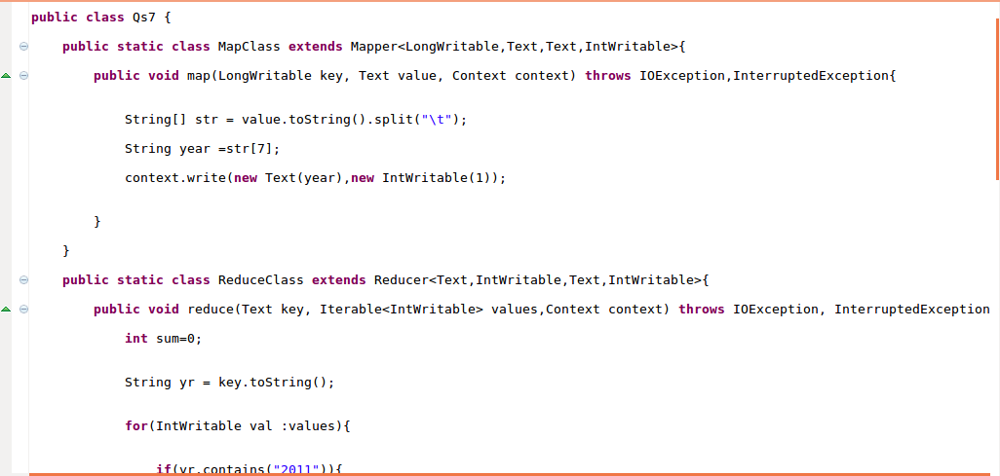 public class Qs7 {
public static class MapClass extends Mapper<LongWritable,Text,Text,IntWritable>{
public void map(LongWritable key, Text value, Context context) throws IOException,InterruptedException{
String[] str = value.toString().split("\t");
String year =str[7];
context.write(new Text(year),new IntWritable(1));
}
}
public static class ReduceClass extends Reducer<Text,IntWritable,Text,IntWritable>{
public void reduce(Text key, Iterable<IntWritable> values,Context context) throws IOException, InterruptedException
int sum=0;
String yr = key.toString();
for(IntWritable val :values){
if(yr.contains("2011")){